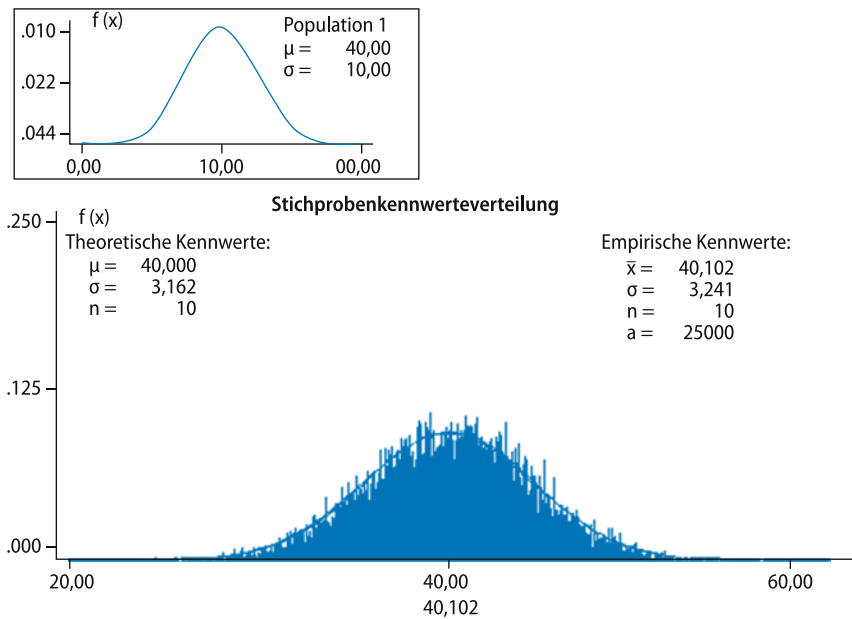 f (x)
Population 1
μ = 40,00
σ = 10,00
.010
.022
.044
0,00 10,00 00,00
Stichprobenkennwerteverteilung
f (x)
.250
Theoretische Kennwerte:
μ = 40,000
σ = 3,162
n = 10
Empirische Kennwerte:
x̅ = 40,102
σ = 3,241
n = 10
a = 25000
.125
.000
20,00 40,00 60,00
40,102